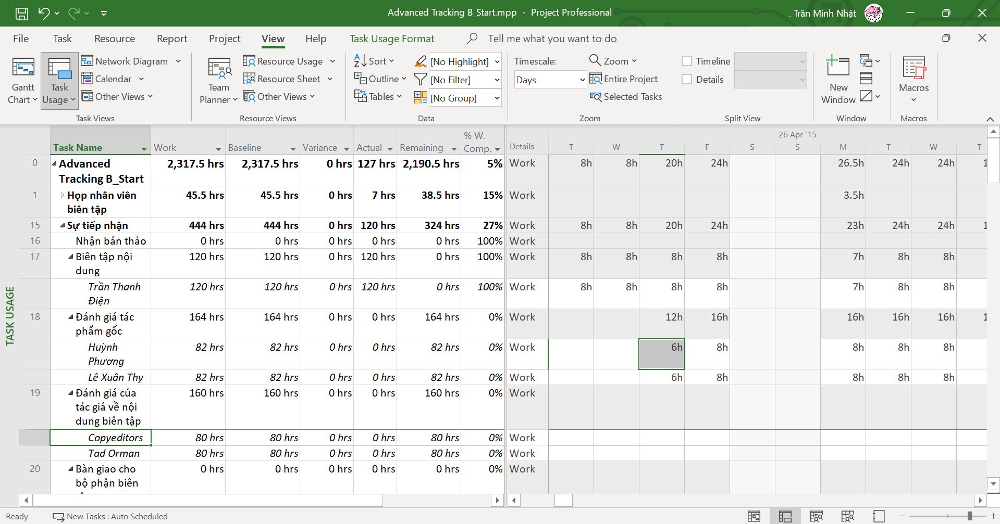 Advanced Tracking B_Start.mpp - Project Professional
. Trần Minh Nhật
File Task Resource Report Project View Help Task Usage Format Tell me what you want to do
Gantt Chart
Task Usage
Network Diagram
Calendar
Other Views
Task Views
Team Planner
Resource Usage
Resource Sheet
Other Views
Resource Views
Sort
Outline
Tables
[No Highlight]
[No Filter]
[No Group]
Data
Timescale:
Days
Zoom
Entire Project
Selected Tasks
Zoom
Timeline
Details
Split View
New Window
Window
Macros
Macros
TASK USAGE
Task Name Work Baseline Variance Actual Remaining % W. Comp. Details
26 Apr '15
T W T F S S M T W T
0 Advanced Tracking B_Start 2,317.5 hrs 2,317.5 hrs 0 hrs 127 hrs 2,190.5 hrs 5% Work 8h 8h 20h 24h 26.5h 24h 24h 1
1 Họp nhân viên biên tập 45.5 hrs 45.5 hrs 0 hrs 7 hrs 38.5 hrs 15% Work 3.5h
15 Sự tiếp nhận 444 hrs 444 hrs 0 hrs 120 hrs 324 hrs 27% Work 8h 8h 20h 24h 23h 24h 24h 1
16 Nhận bản thảo 0 hrs 0 hrs 0 hrs 0 hrs 0 hrs 100% Work
17 Biên tập nội dung 120 hrs 120 hrs 0 hrs 120 hrs 0 hrs 100% Work 8h 8h 8h 8h 7h 8h 8h
Trần Thanh Điện 120 hrs 120 hrs 0 hrs 120 hrs 0 hrs 100% Work 8h 8h 8h 8h 7h 8h 8h
18 Đánh giá tác phẩm gốc 164 hrs 164 hrs 0 hrs 0 hrs 164 hrs 0% Work 12h 16h 16h 16h 16h 1
Huỳnh Phương 82 hrs 82 hrs 0 hrs 0 hrs 82 hrs 0% Work 6h 8h 8h 8h 8h
Lê Xuân Thy 82 hrs 82 hrs 0 hrs 0 hrs 82 hrs 0% Work 6h 8h 8h 8h 8h
19 Đánh giá của tác giả về nội dung biên tập 160 hrs 160 hrs 0 hrs 0 hrs 160 hrs 0% Work
Copyeditors 80 hrs 80 hrs 0 hrs 0 hrs 80 hrs 0% Work
Tad Orman 80 hrs 80 hrs 0 hrs 0 hrs 80 hrs 0% Work
20 Bàn giao cho bộ phận biên 0 hrs 0 hrs 0 hrs 0 hrs 0 hrs 0% Work
Ready New Tasks : Auto Scheduled